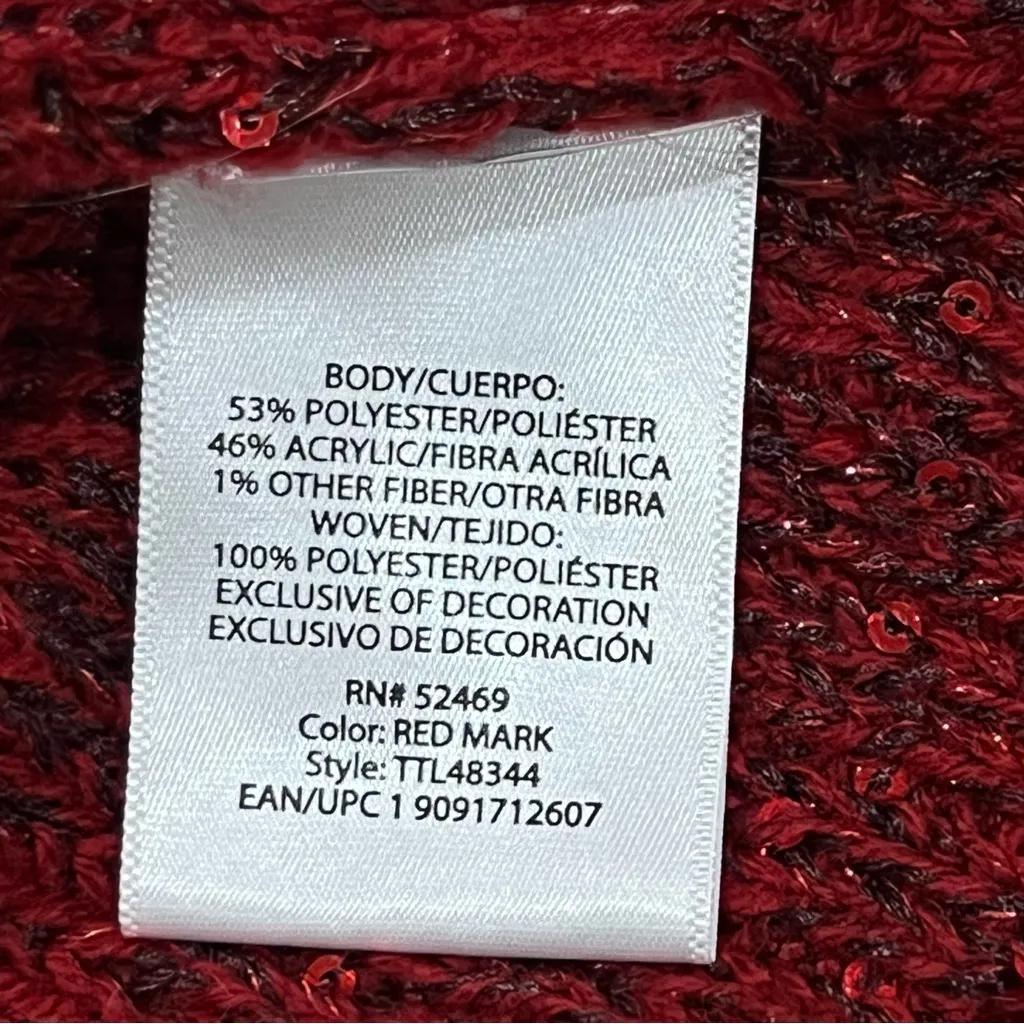 BODY/CUERPO:
53% POLYESTER/POLIÉSTER
46% ACRYLIC/FIBRA ACRÍLICA
1% OTHER FIBER/OTRA FIBRA
WOVEN/TEJIDO:
100% POLYESTER/POLIÉSTER
EXCLUSIVE OF DECORATION
EXCLUSIVO DE DECORACIÓN
RN# 52469
Color: RED MARK
Style: TTL48344
EAN/UPC 1 9091712607